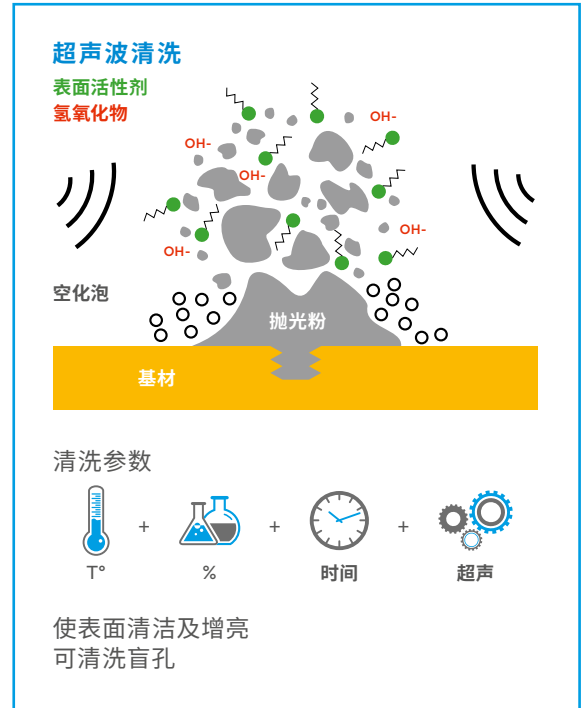 超声波清洗
表面活性剂
氢氧化物
OH-
OH-
OH-
OH-
OH-
空化泡
抛光粉
基材
清洗参数
+
+
+
T°
%
时间
超声
使表面清洁及增亮
可清洗盲孔